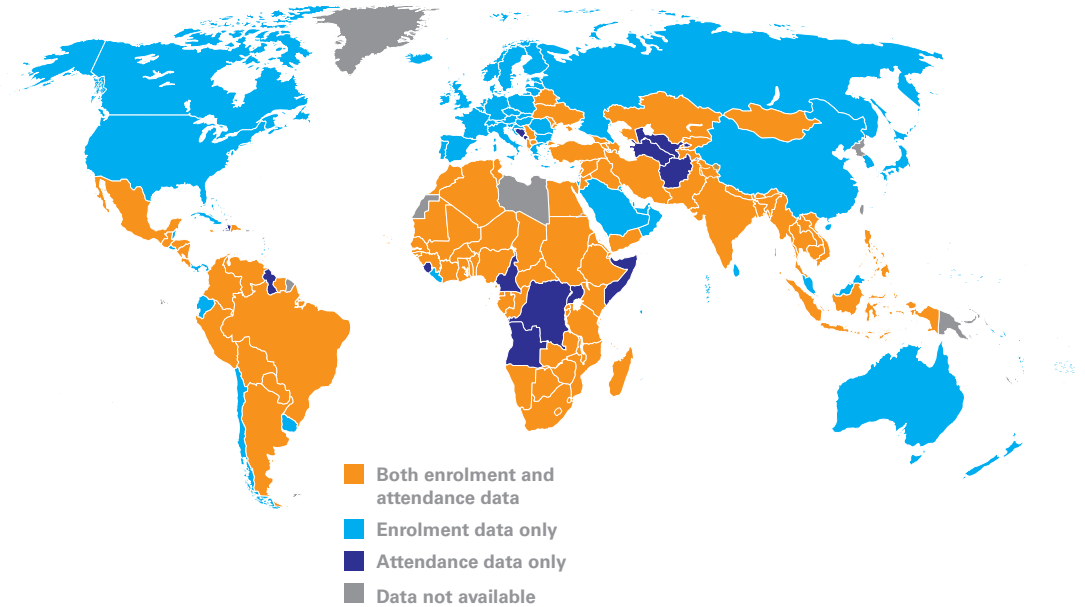 Both enrolment and
attendance data
Enrolment data only
Attendance data only
Data not available